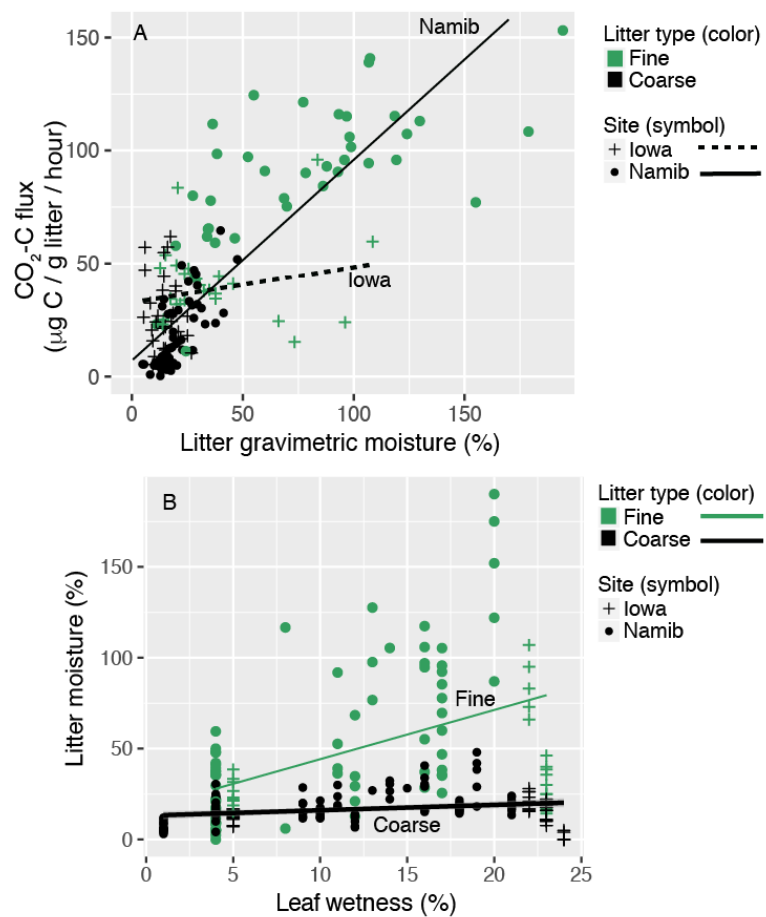 A
Namib
Iowa
150
100
50
0
0
50
100
150
CO2-C flux
(µg C / g litter / hour)
Litter gravimetric moisture (%)
Litter type (color)
Fine
Coarse
Site (symbol)
Iowa
Namib
B
Fine
Coarse
150
100
50
0
0
5
10
15
20
25
Litter moisture (%)
Leaf wetness (%)
Litter type (color)
Fine
Coarse
Site (symbol)
Iowa
Namib